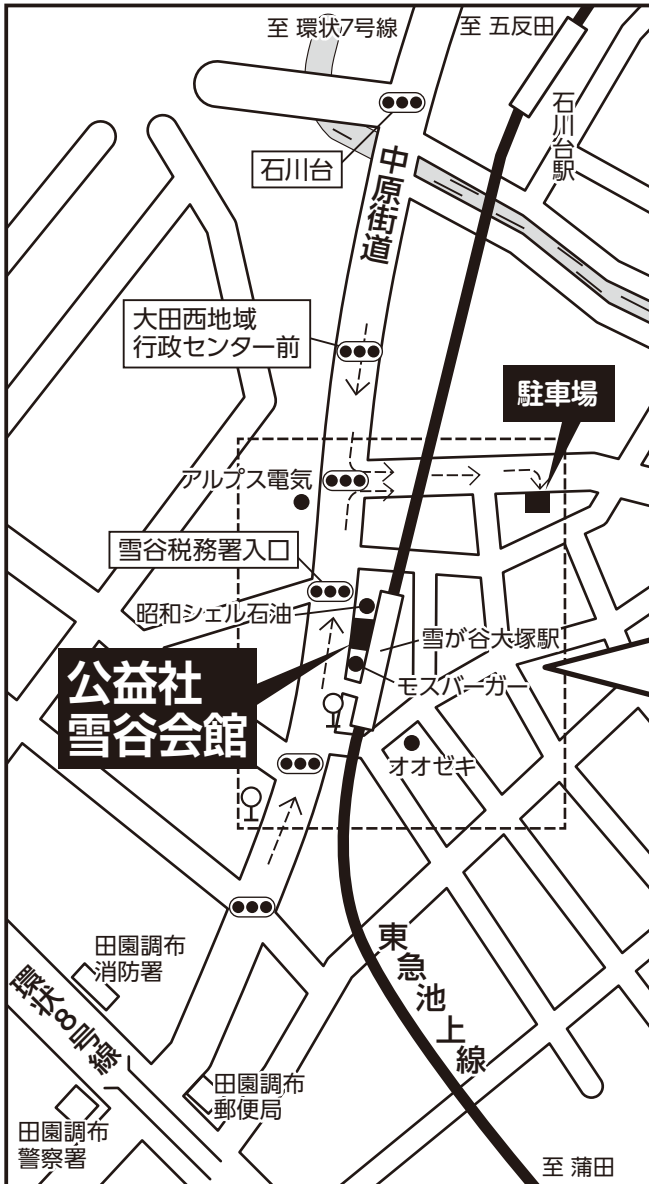 至 環状7号線
至 五反田
石川台駅
石川台
中原街道
大田西地域
行政センター前
駐車場
アルプス電気
雪谷税務署入口
昭和シェル石油
雪が谷大塚駅
公益社
雪谷会館
モスバーガー
オオゼキ
田園調布
消防署
東急池上線
環状8号線
田園調布
郵便局
田園調布
警察署
至 蒲田